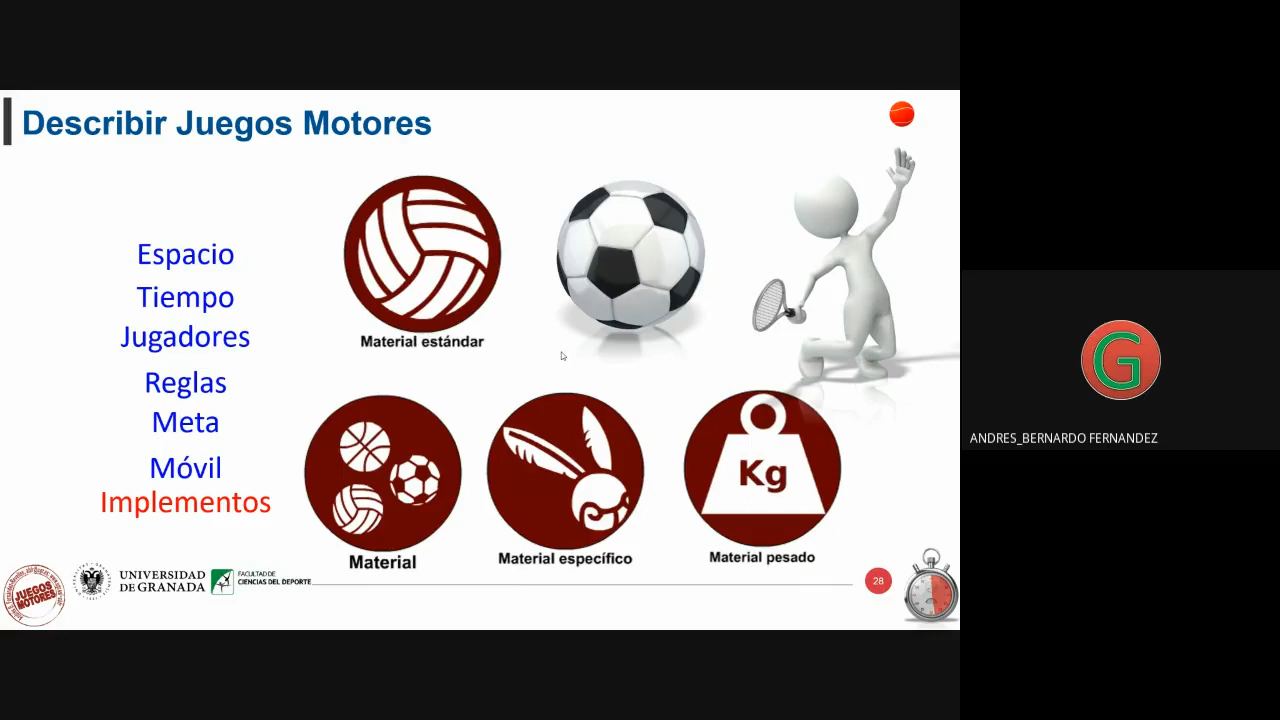 Describir Juegos Motores
Espacio
Tiempo
Jugadores
Reglas
Meta
Móvil
Implementos
Material estándar
Kg
Material
Material específico
Material pesado
JUEGOS
MOTORES
UNIVERSIDAD
DE GRANADA
FACULTAD DE
CIENCIAS DEL DEPORTE
28
G
ANDRES_BERNARDO FERNANDEZ